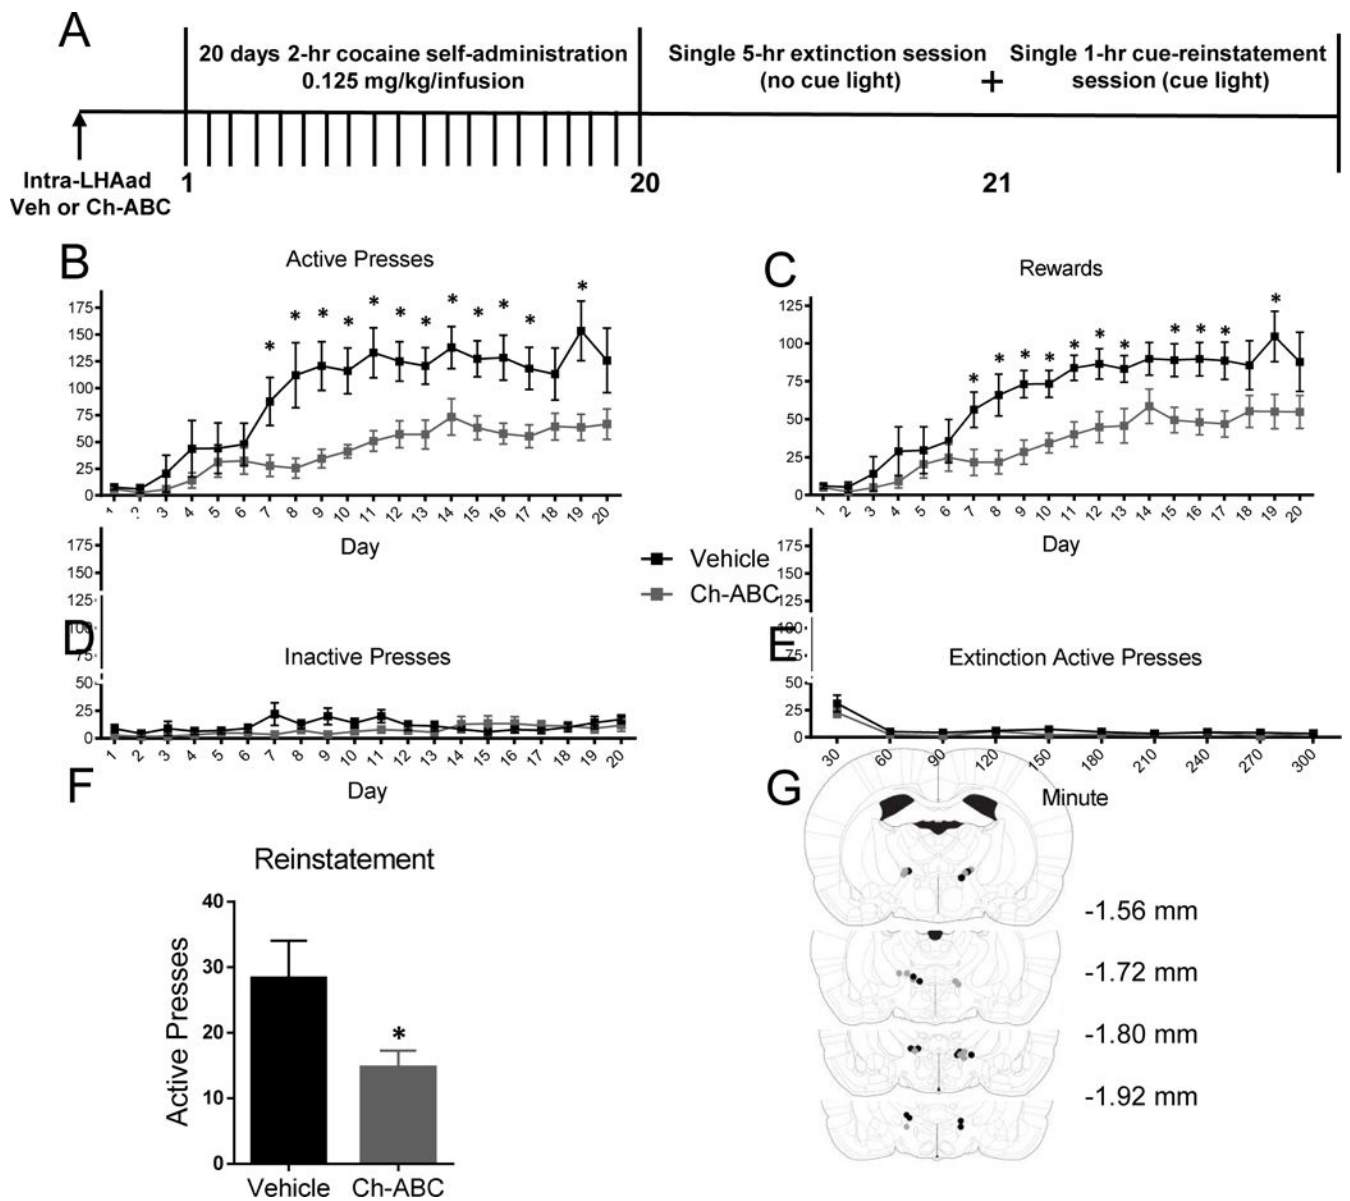 A
20 days 2-hr cocaine self-administration
0.125 mg/kg/infusion
Single 5-hr extinction session
(no cue light)
+
Single 1-hr cue-reinstatement
session (cue light)
Intra-LHAad
Veh or Ch-ABC
1
20
21
B
Active Presses
175
150
125
100
75
50
25
0
* * * * * * * * * * * *
1 2 3 4 5 6 7 8 9 10 11 12 13 14 15 16 17 18 19 20
Day
C
Rewards
125
100
75
50
25
0
* * * * * * * * * * *
1 2 3 4 5 6 7 8 9 10 11 12 13 14 15 16 17 18 19 20
Day
Vehicle
Ch-ABC
D
Inactive Presses
175
150
125
100
75
50
25
0
1 2 3 4 5 6 7 8 9 10 11 12 13 14 15 16 17 18 19 20
Day
E
Extinction Active Presses
175
150
125
100
75
50
25
0
30 60 90 120 150 180 210 240 270 300
Minute
F
Reinstatement
Active Presses
40
30
20
10
0
*
Vehicle Ch-ABC
G
-1.56 mm
-1.72 mm
-1.80 mm
-1.92 mm